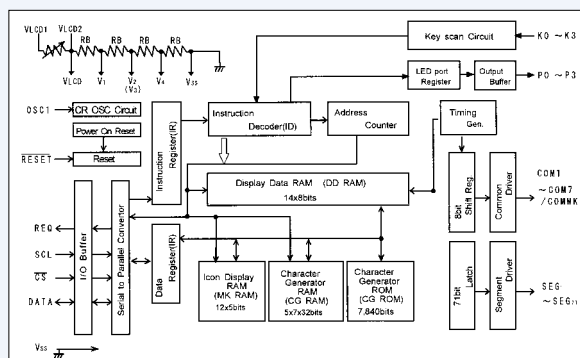 VLCD1 VLCD2
RB RB RB RB
VLCD V1 V2 V4 V5S
(V3)
Key scan Circuit
K0 ~ K3
LED port
Register
Output
Buffer
P0 ~ P3
OSC1
CR OSC Circuit
Power On Reset
RESET
Reset
Instruction
Register(IR)
Instruction
Decoder(ID)
Address
Counter
Timing
Gen.
Display Data RAM (DD RAM)
14x8bits
8bit
Shift Reg.
Common
Driver
COM1
~COM7
/COMMK
REQ
SCL
CS
DATA
I/O Buffer
Serial to Parallel Convertor
Data
Register(IR)
Icon Display
RAM
(MK RAM)
12x5bits
Character
Generator
RAM
(CG RAM)
5x7x32bits
Character
Generator
ROM
(CG ROM)
7,840bits
71bit
Latch
Segment
Driver
SEG
~SEG71
Vss